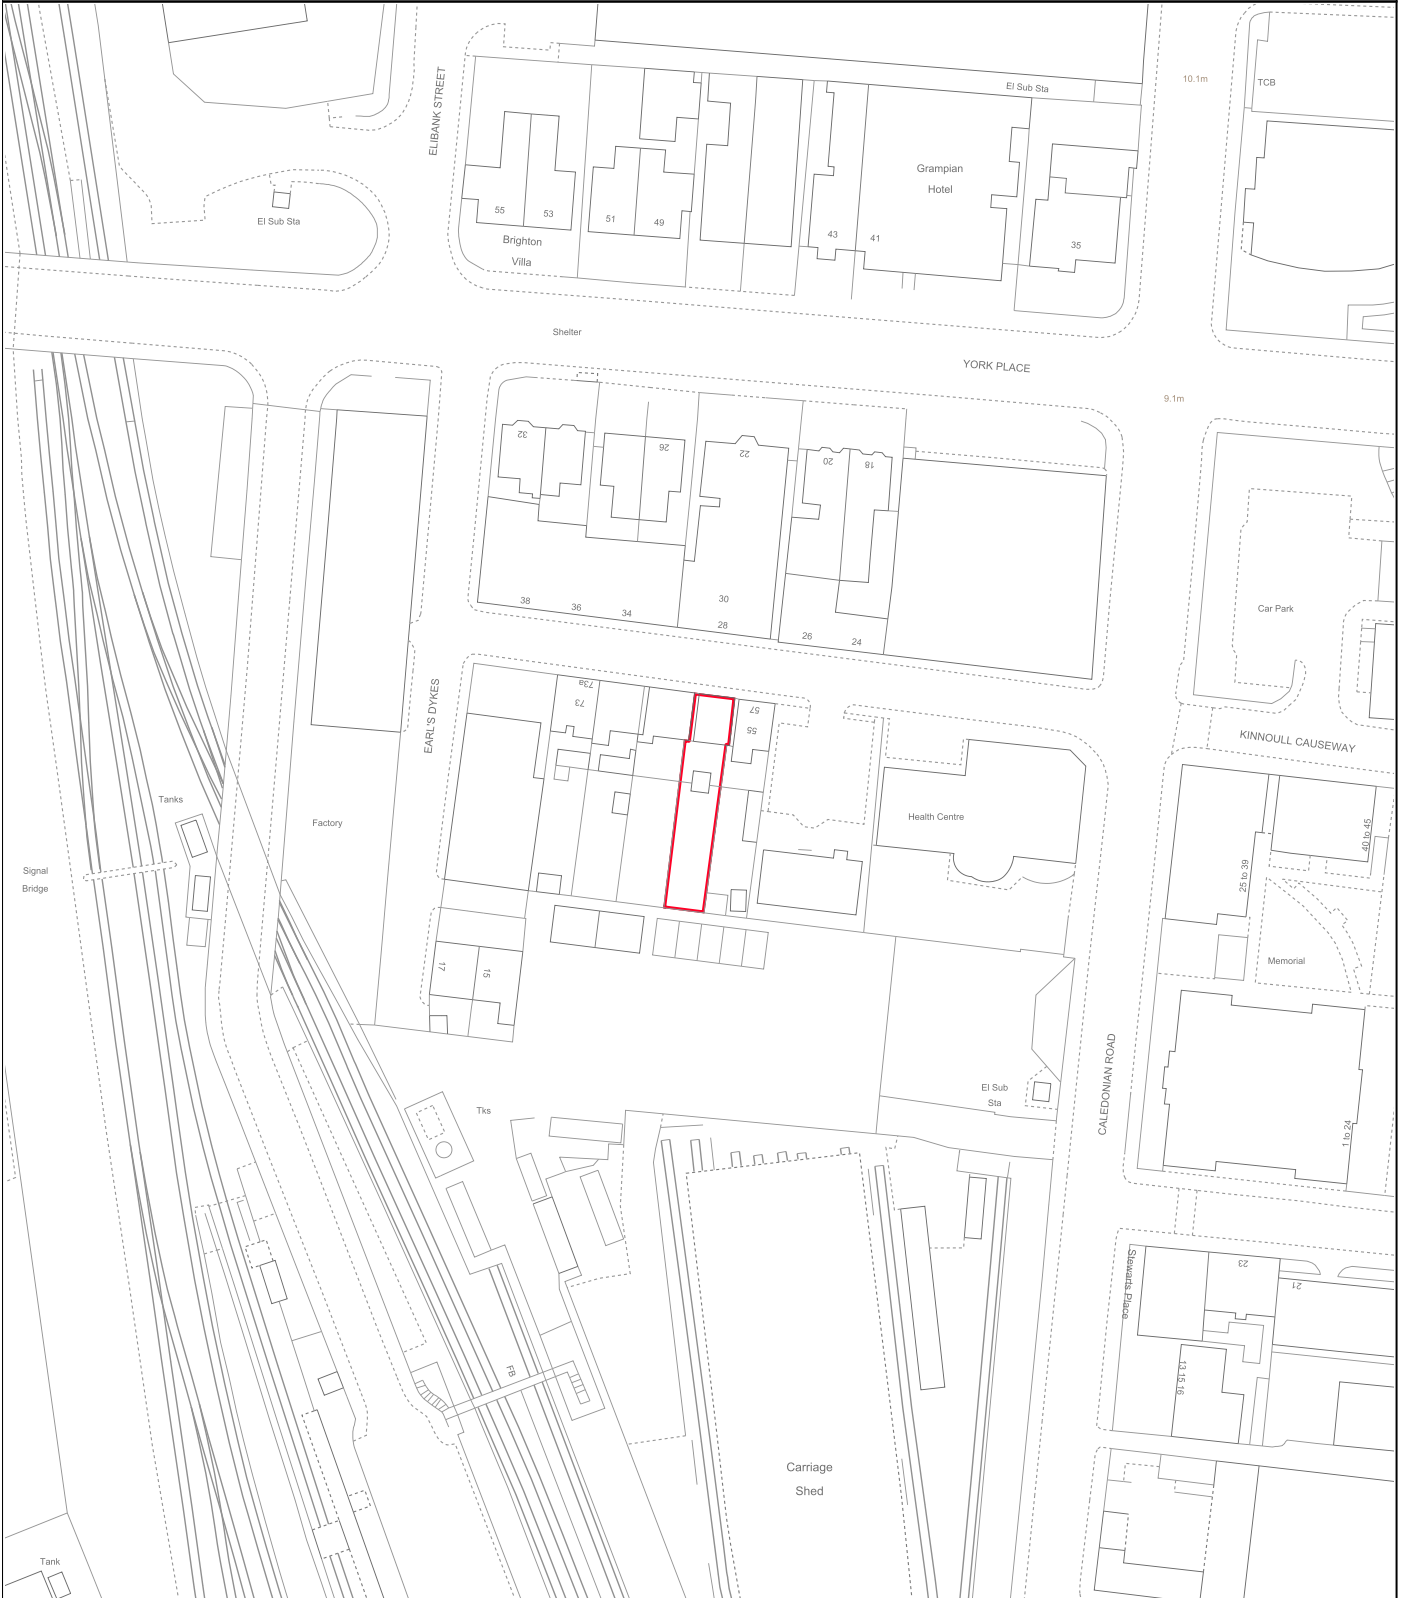 10.1m
TCB
El Sub Sta
ELIBANK STREET
Grampian
Hotel
El Sub Sta
55
53
51
49
43
41
35
Brighton
Villa
Shelter
YORK PLACE
9.1m
32
26
22
20
18
38
36
34
30
28
26
24
Car Park
EARL'S DYKES
73a
73
57
55
KINNOULL CAUSEWAY
Tanks
Factory
Health Centre
40 to 45
25 to 39
Signal
Bridge
17
15
Memorial
CALEDONIAN ROAD
El Sub
Sta
Tks
1 to 24
Stewarts Place
23
21
13 15 16
FB
Carriage
Shed
Tank